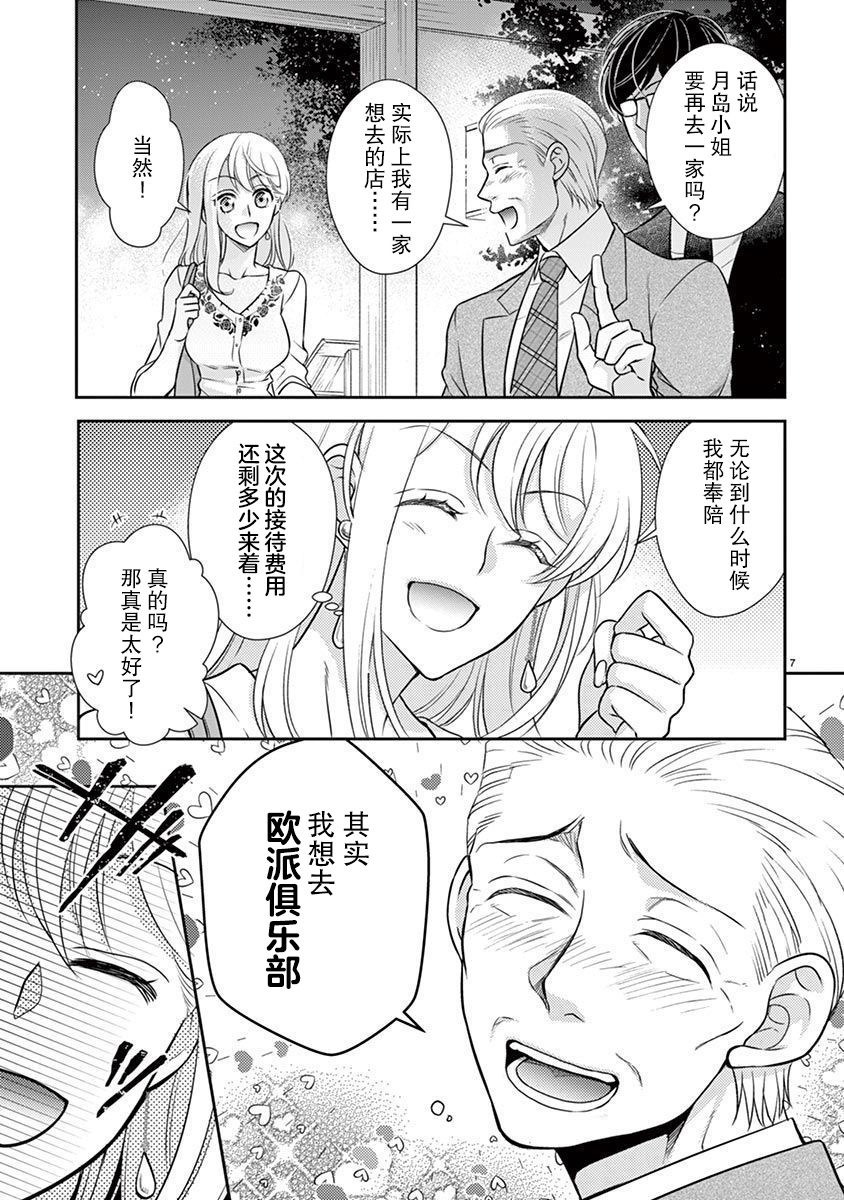 话说
月岛小姐
要再去一家吗？
实际上我有一家
想去的店……
当然！
无论到什么时候
我都奉陪
这次的接待费用
还剩多少来着……
真的吗？
那真是太好了！
7
其实
我想去
欧派俱乐部